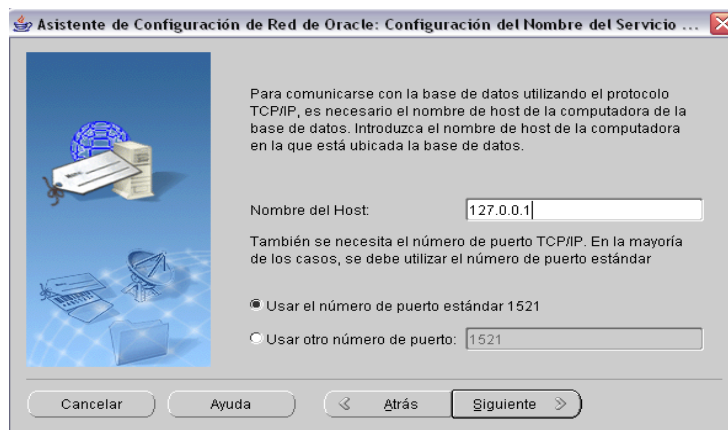 Asistente de Configuración de Red de Oracle: Configuración del Nombre del Servicio ...
Para comunicarse con la base de datos utilizando el protocolo
TCP/IP, es necesario el nombre de host de la computadora de la
base de datos. Introduzca el nombre de host de la computadora
en la que está ubicada la base de datos.
Nombre del Host: 127.0.0.1
También se necesita el número de puerto TCP/IP. En la mayoría
de los casos, se debe utilizar el número de puerto estándar
Usar el número de puerto estándar 1521
Usar otro número de puerto: 1521
Cancelar Ayuda Atrás Siguiente